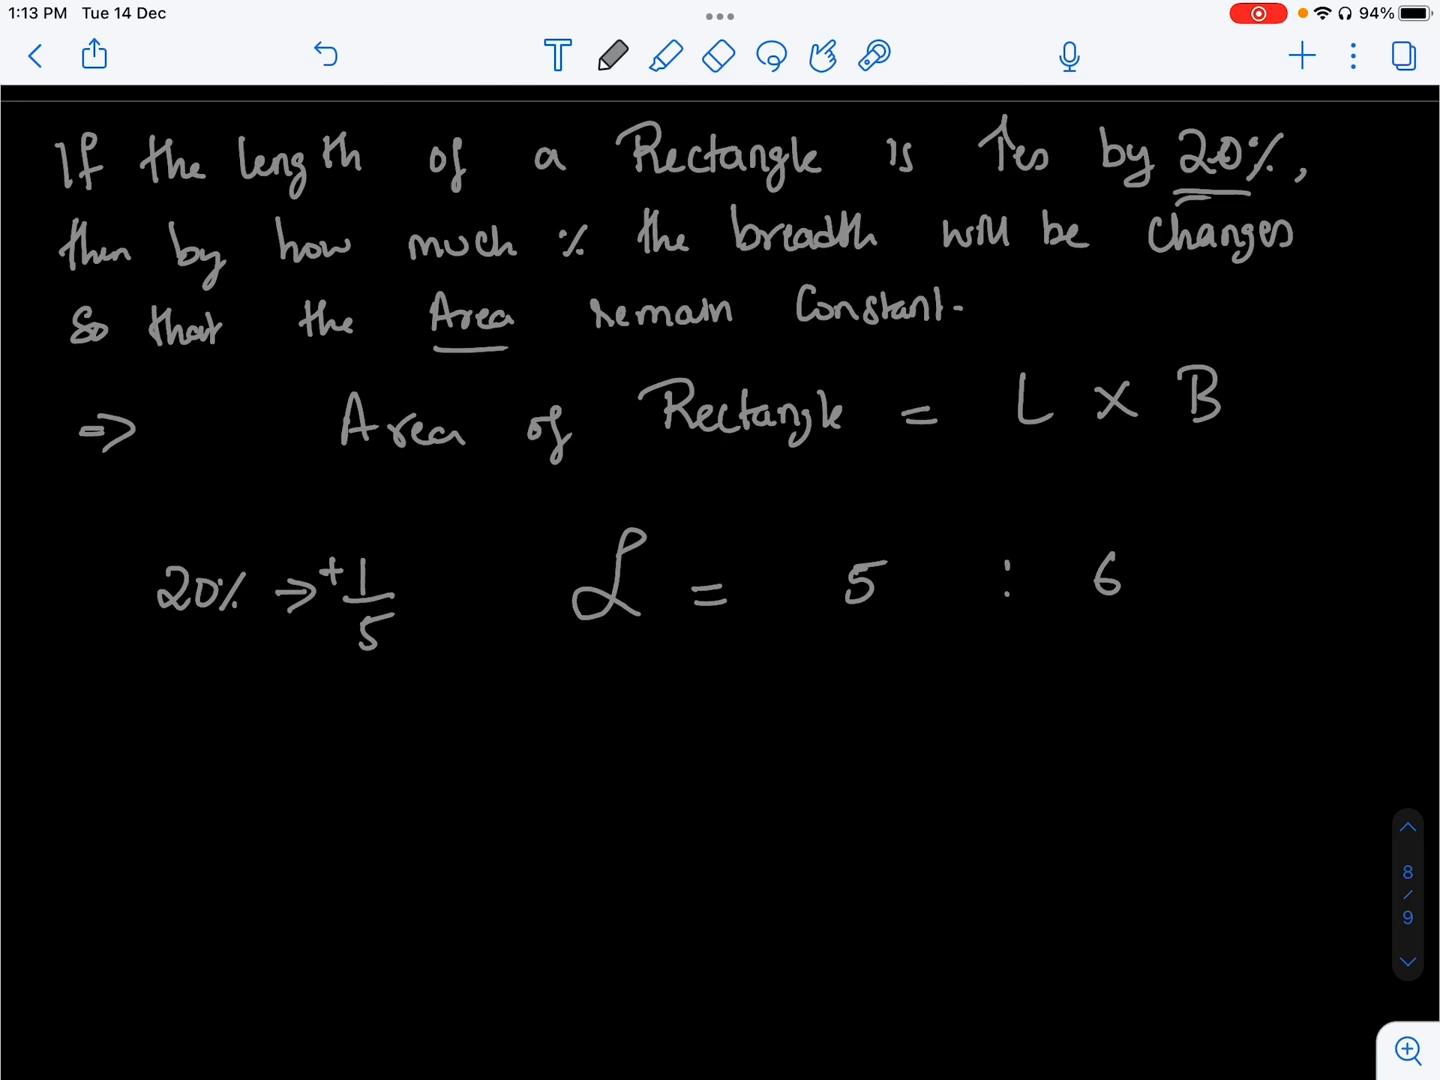 1:13 PM Tue 14 Dec
94%
If the length of a Rectangle is ↑es by 20%,
then by how much % the breadth will be changes
So that the Area remain Constant.
=> Area of Rectangle = L × B
20% => +1/5 L = 5 : 6
8
/
9